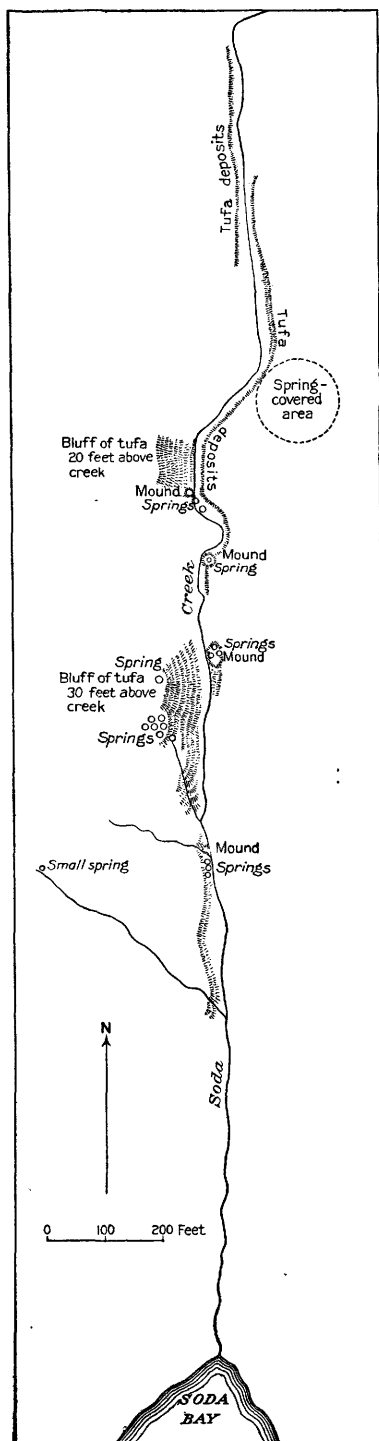 Tufa deposits
Tufa
deposits
Spring-
covered
area
Bluff of tufa
20 feet above
creek
Mound
Springs
Mound
Spring
Creek
Springs
Mound
Spring
Bluff of tufa
30 feet above
creek
Springs
Mound
Springs
Small spring
N
Soda
0 100 200 Feet
SODA
BAY